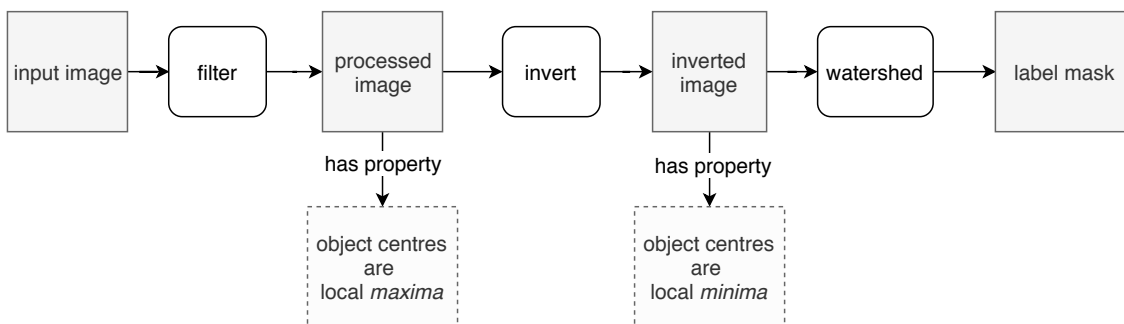 input image
filter
processed
image
invert
inverted
image
watershed
label mask
has property
has property
object centres
are
local maxima
object centres
are
local minima